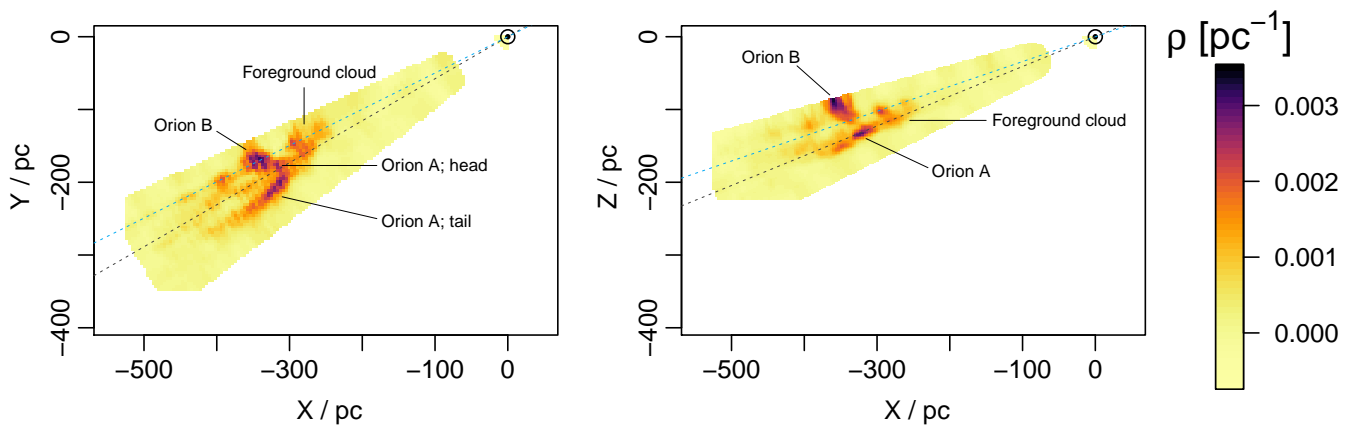 0
−200
−400
Y / pc
Foreground cloud
Orion B
Orion A; head
Orion A; tail
−500
−300
−100
0
X / pc
0
−200
−400
Z / pc
Orion B
Foreground cloud
Orion A
−500
−300
−100
0
X / pc
ρ [pc⁻¹]
0.003
0.002
0.001
0.000